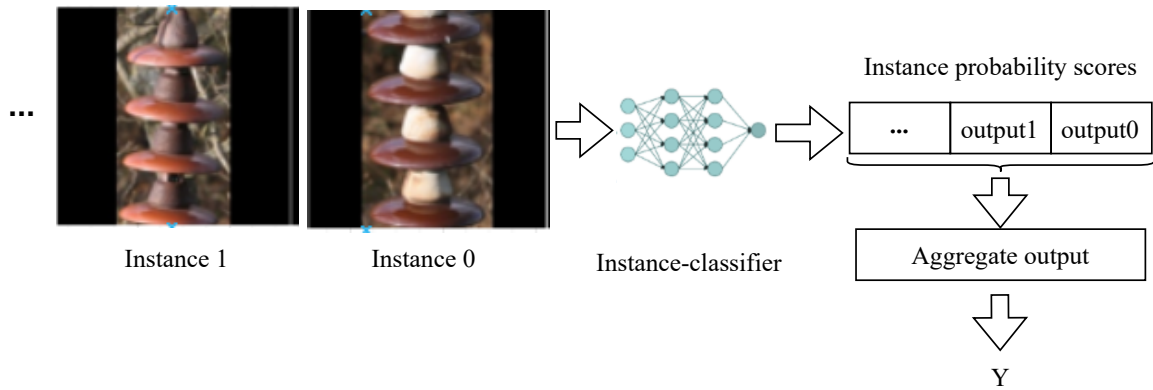 Instance probability scores
...
... output1 output0
Instance 1
Instance 0
Instance-classifier
Aggregate output
Y